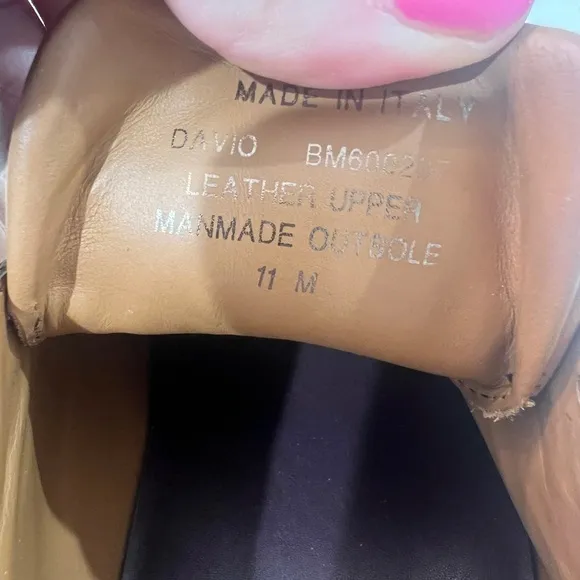 MADE IN ITALY
DAVIO
LEATHER UPPER
MANMADE OUTSOLE
11 M